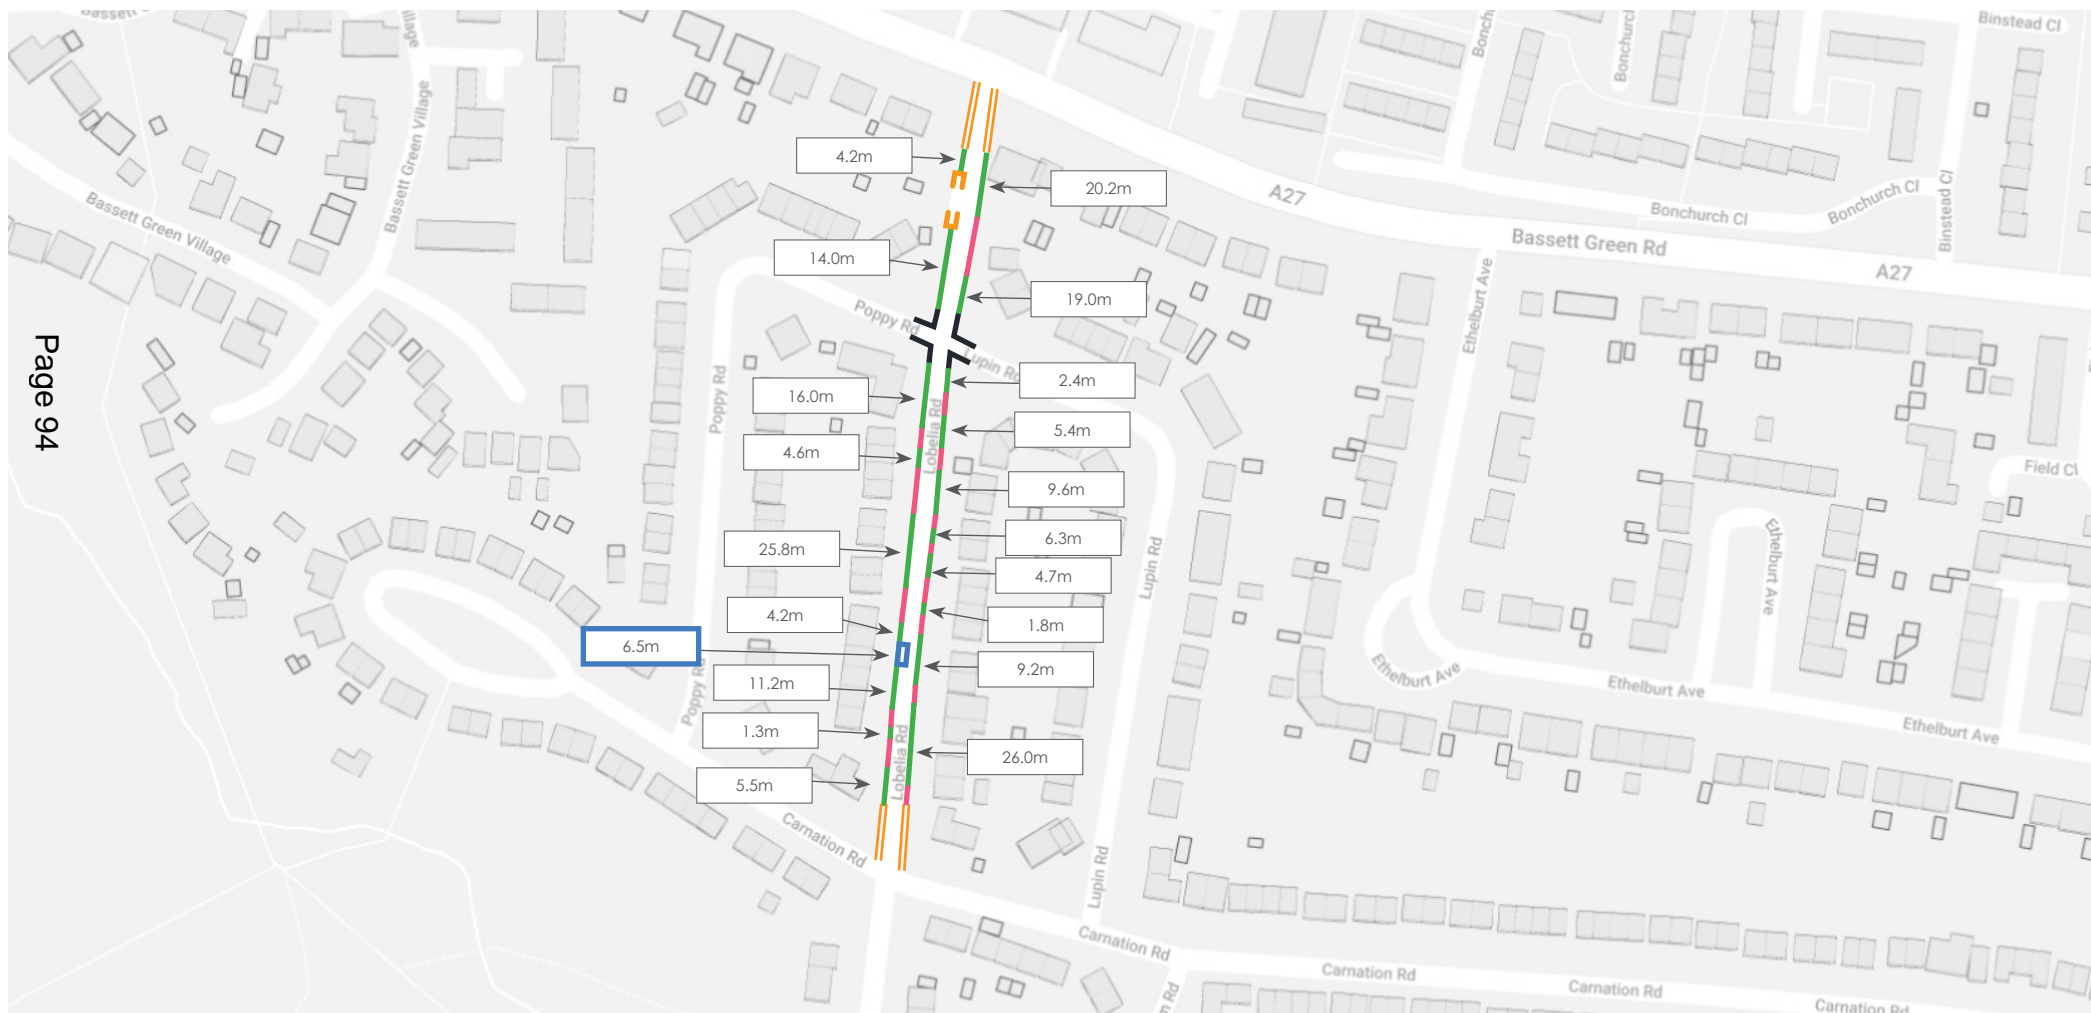 Bassett G
Bassett Green Village
Bassett Green Village
Page 94
4.2m
20.2m
14.0m
19.0m
16.0m
2.4m
4.6m
5.4m
9.6m
25.8m
6.3m
4.7m
4.2m
1.8m
6.5m
9.2m
11.2m
1.3m
26.0m
5.5m
Poppy Rd
Poppy Rd
Poppy Rd
Lupin Rd
Lupin Rd
Lupin Rd
Lobelia Rd
Lobelia Rd
Carnation Rd
Carnation Rd
Carnation Rd
Carnation Rd
Carnation Rd
A27
Bassett Green Rd
A27
Bonchurch Cl
Bonchurch Cl
Binstead Cl
Binstead Cl
Ethelburt Ave
Ethelburt Ave
Ethelburt Ave
Ethelburt Ave
Ethelburt Ave
Field Cl